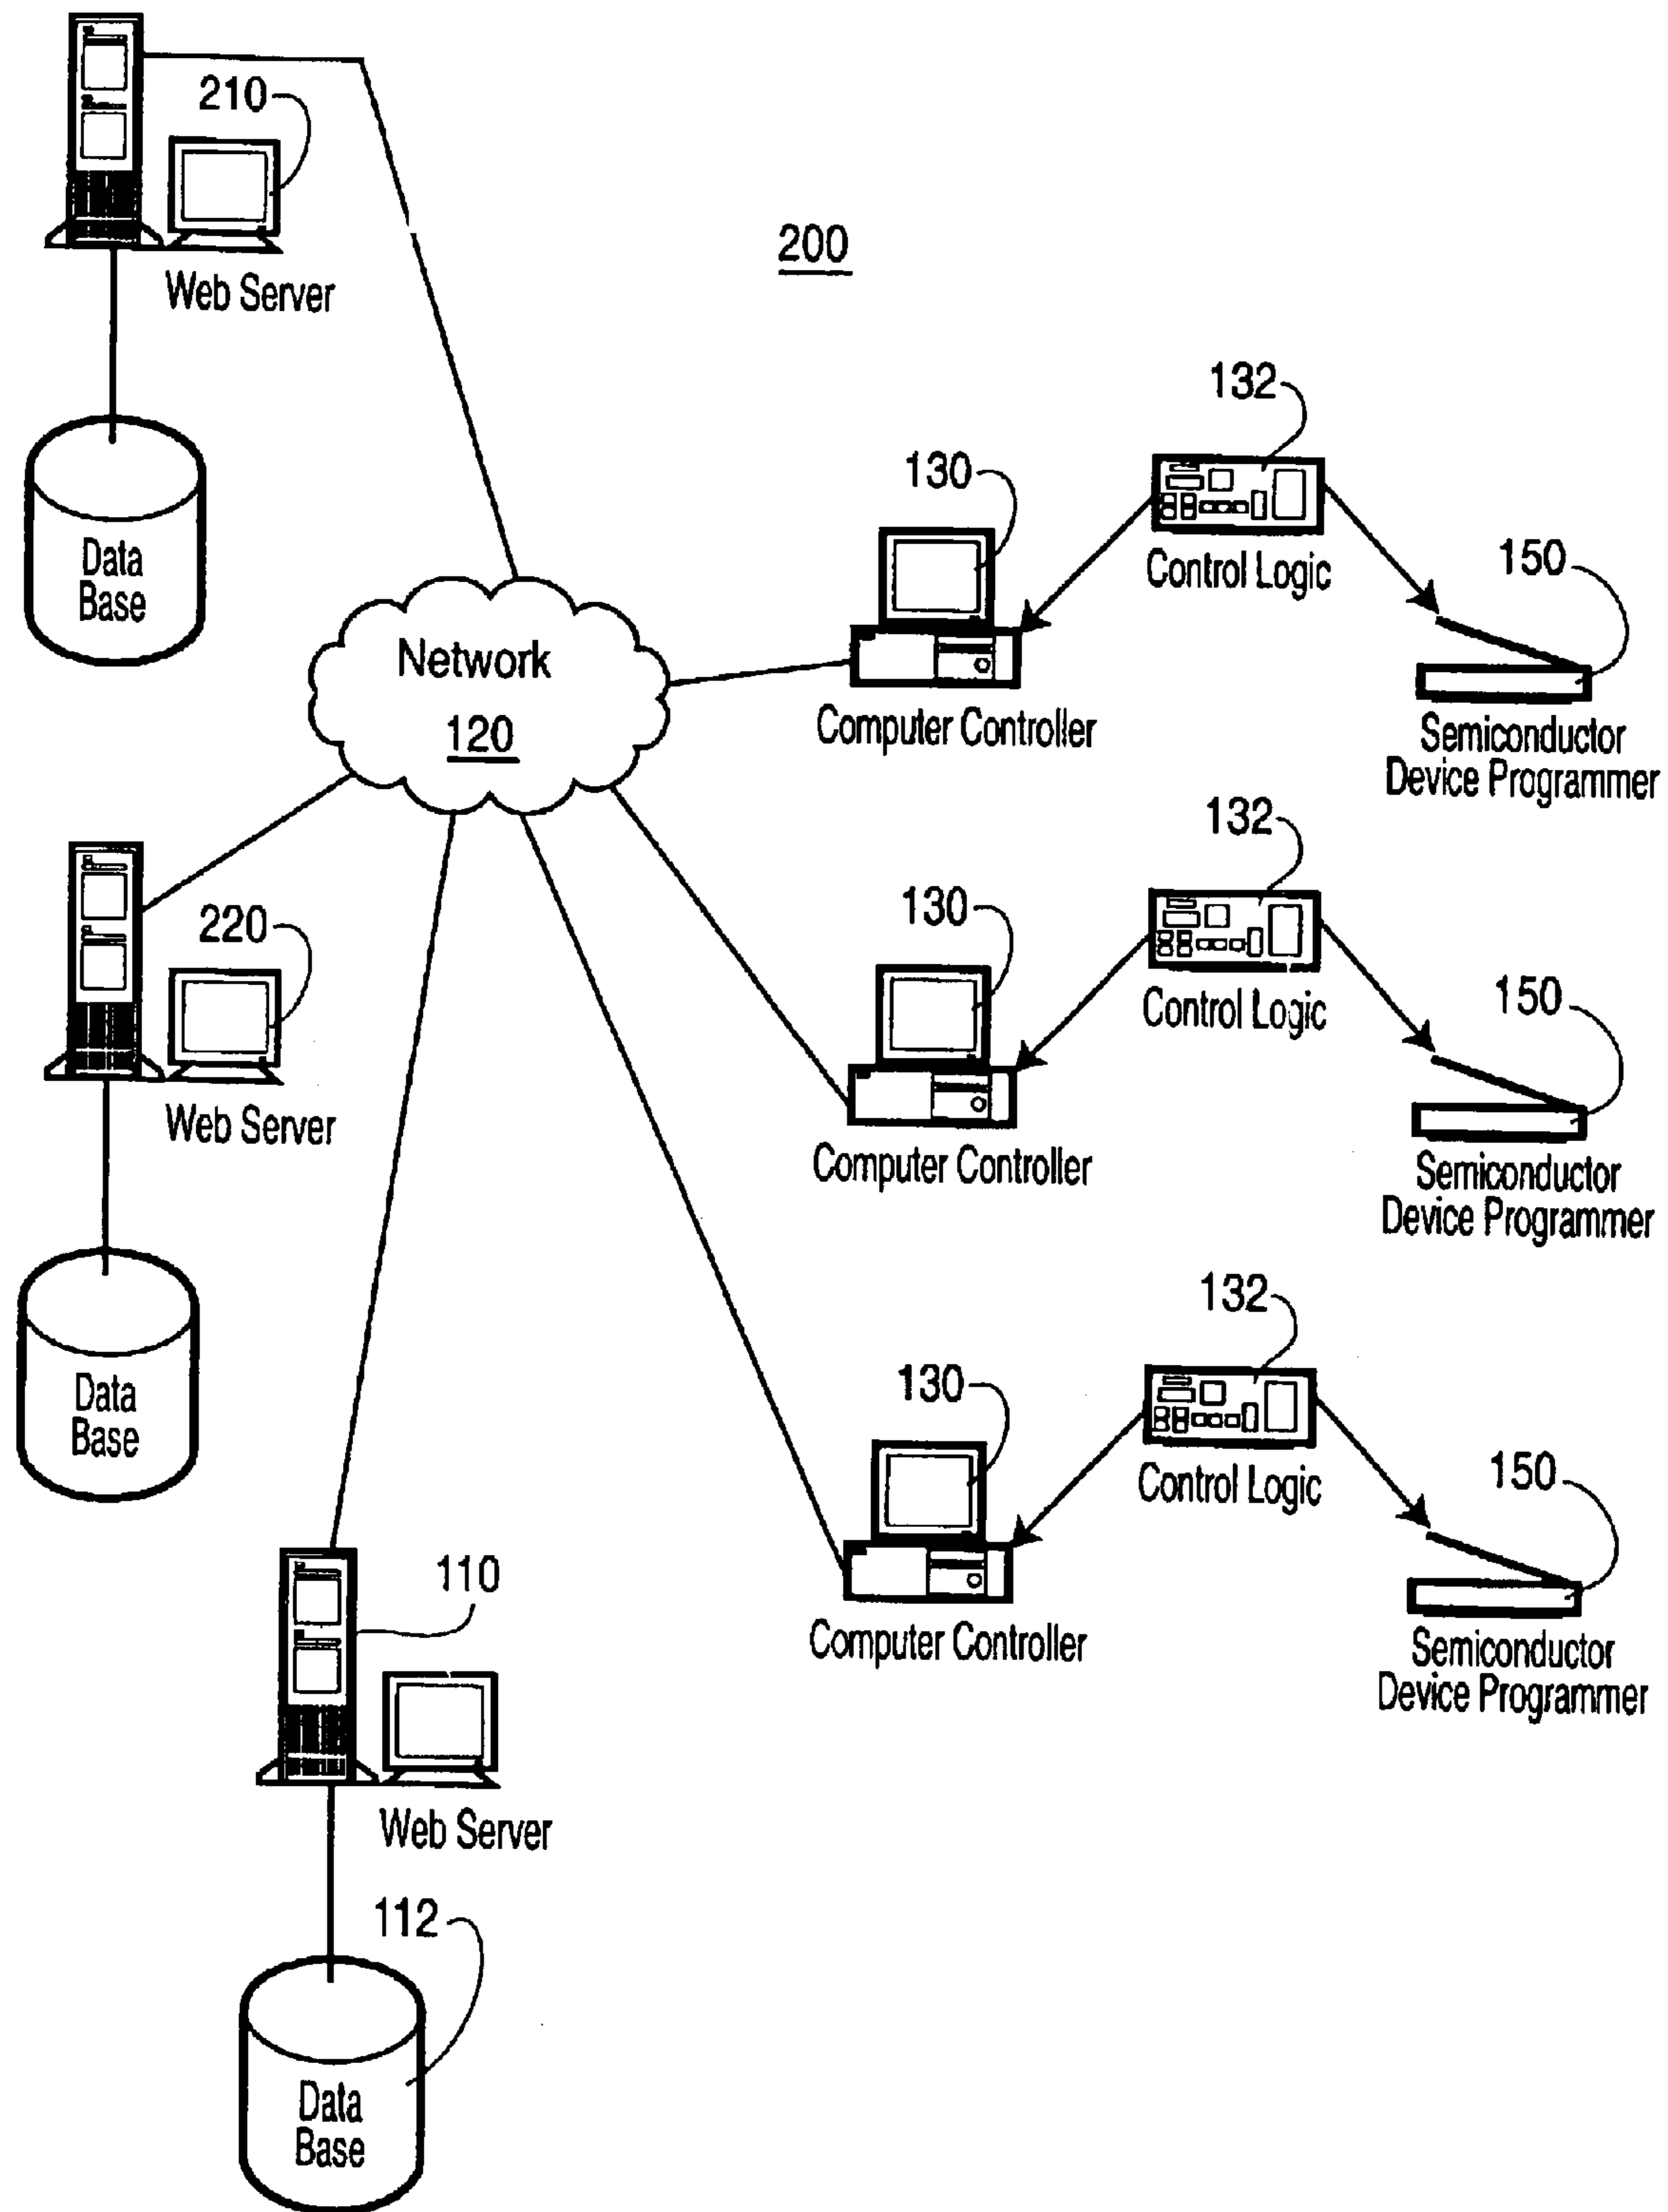 210
Web Server
Data
Base
200
Network
120
130
Computer Controller
132
Control Logic
150
Semiconductor
Device Programmer
220
Web Server
Data
Base
130
Computer Controller
132
Control Logic
150
Semiconductor
Device Programmer
130
Computer Controller
132
Control Logic
150
Semiconductor
Device Programmer
110
Web Server
112
Data
Base